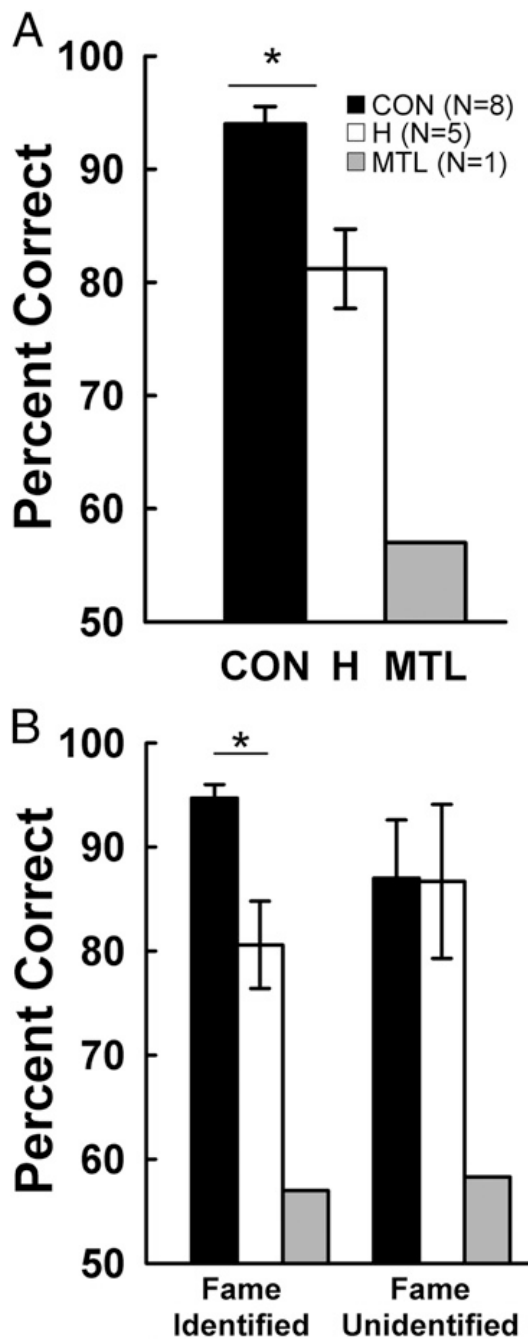 A
100
90
80
70
60
50
Percent Correct
*
CON (N=8)
H (N=5)
MTL (N=1)
CON H MTL
B
100
90
80
70
60
50
Percent Correct
*
Fame Identified
Fame Unidentified